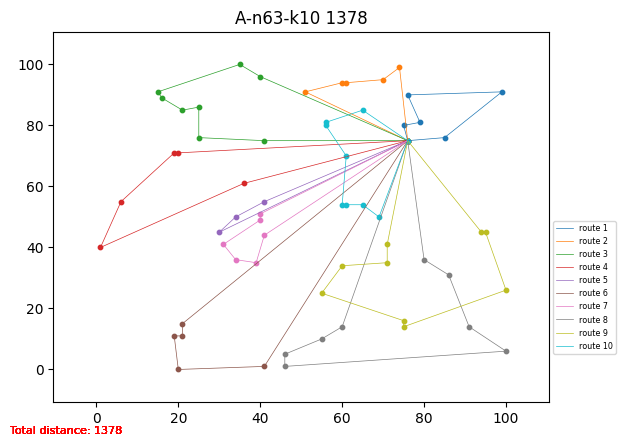 A-n63-k10 1378
100
80
60
40
20
0
0
20
40
60
80
100
route 1
route 2
route 3
route 4
route 5
route 6
route 7
route 8
route 9
route 10
Total distance: 1378